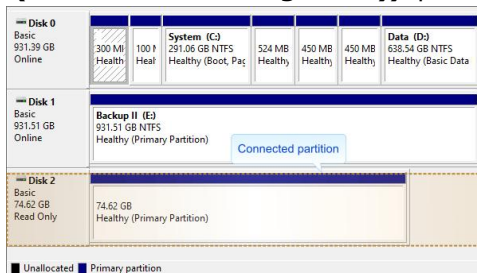 Disk 0
Basic
931.39 GB
Online
300 MI
Health
100 M
Heal
System (C:)
291.06 GB NTFS
Healthy (Boot, Pag
524 MB
Healthy
450 MB
Healthy
450 MB
Healthy
Data (D:)
638.54 GB NTFS
Healthy (Basic Data
Disk 1
Basic
931.51 GB
Online
Backup II (E:)
931.51 GB NTFS
Healthy (Primary Partition)
Connected partition
Disk 2
Basic
74.62 GB
Read Only
74.62 GB
Healthy (Primary Partition)
Unallocated
Primary partition